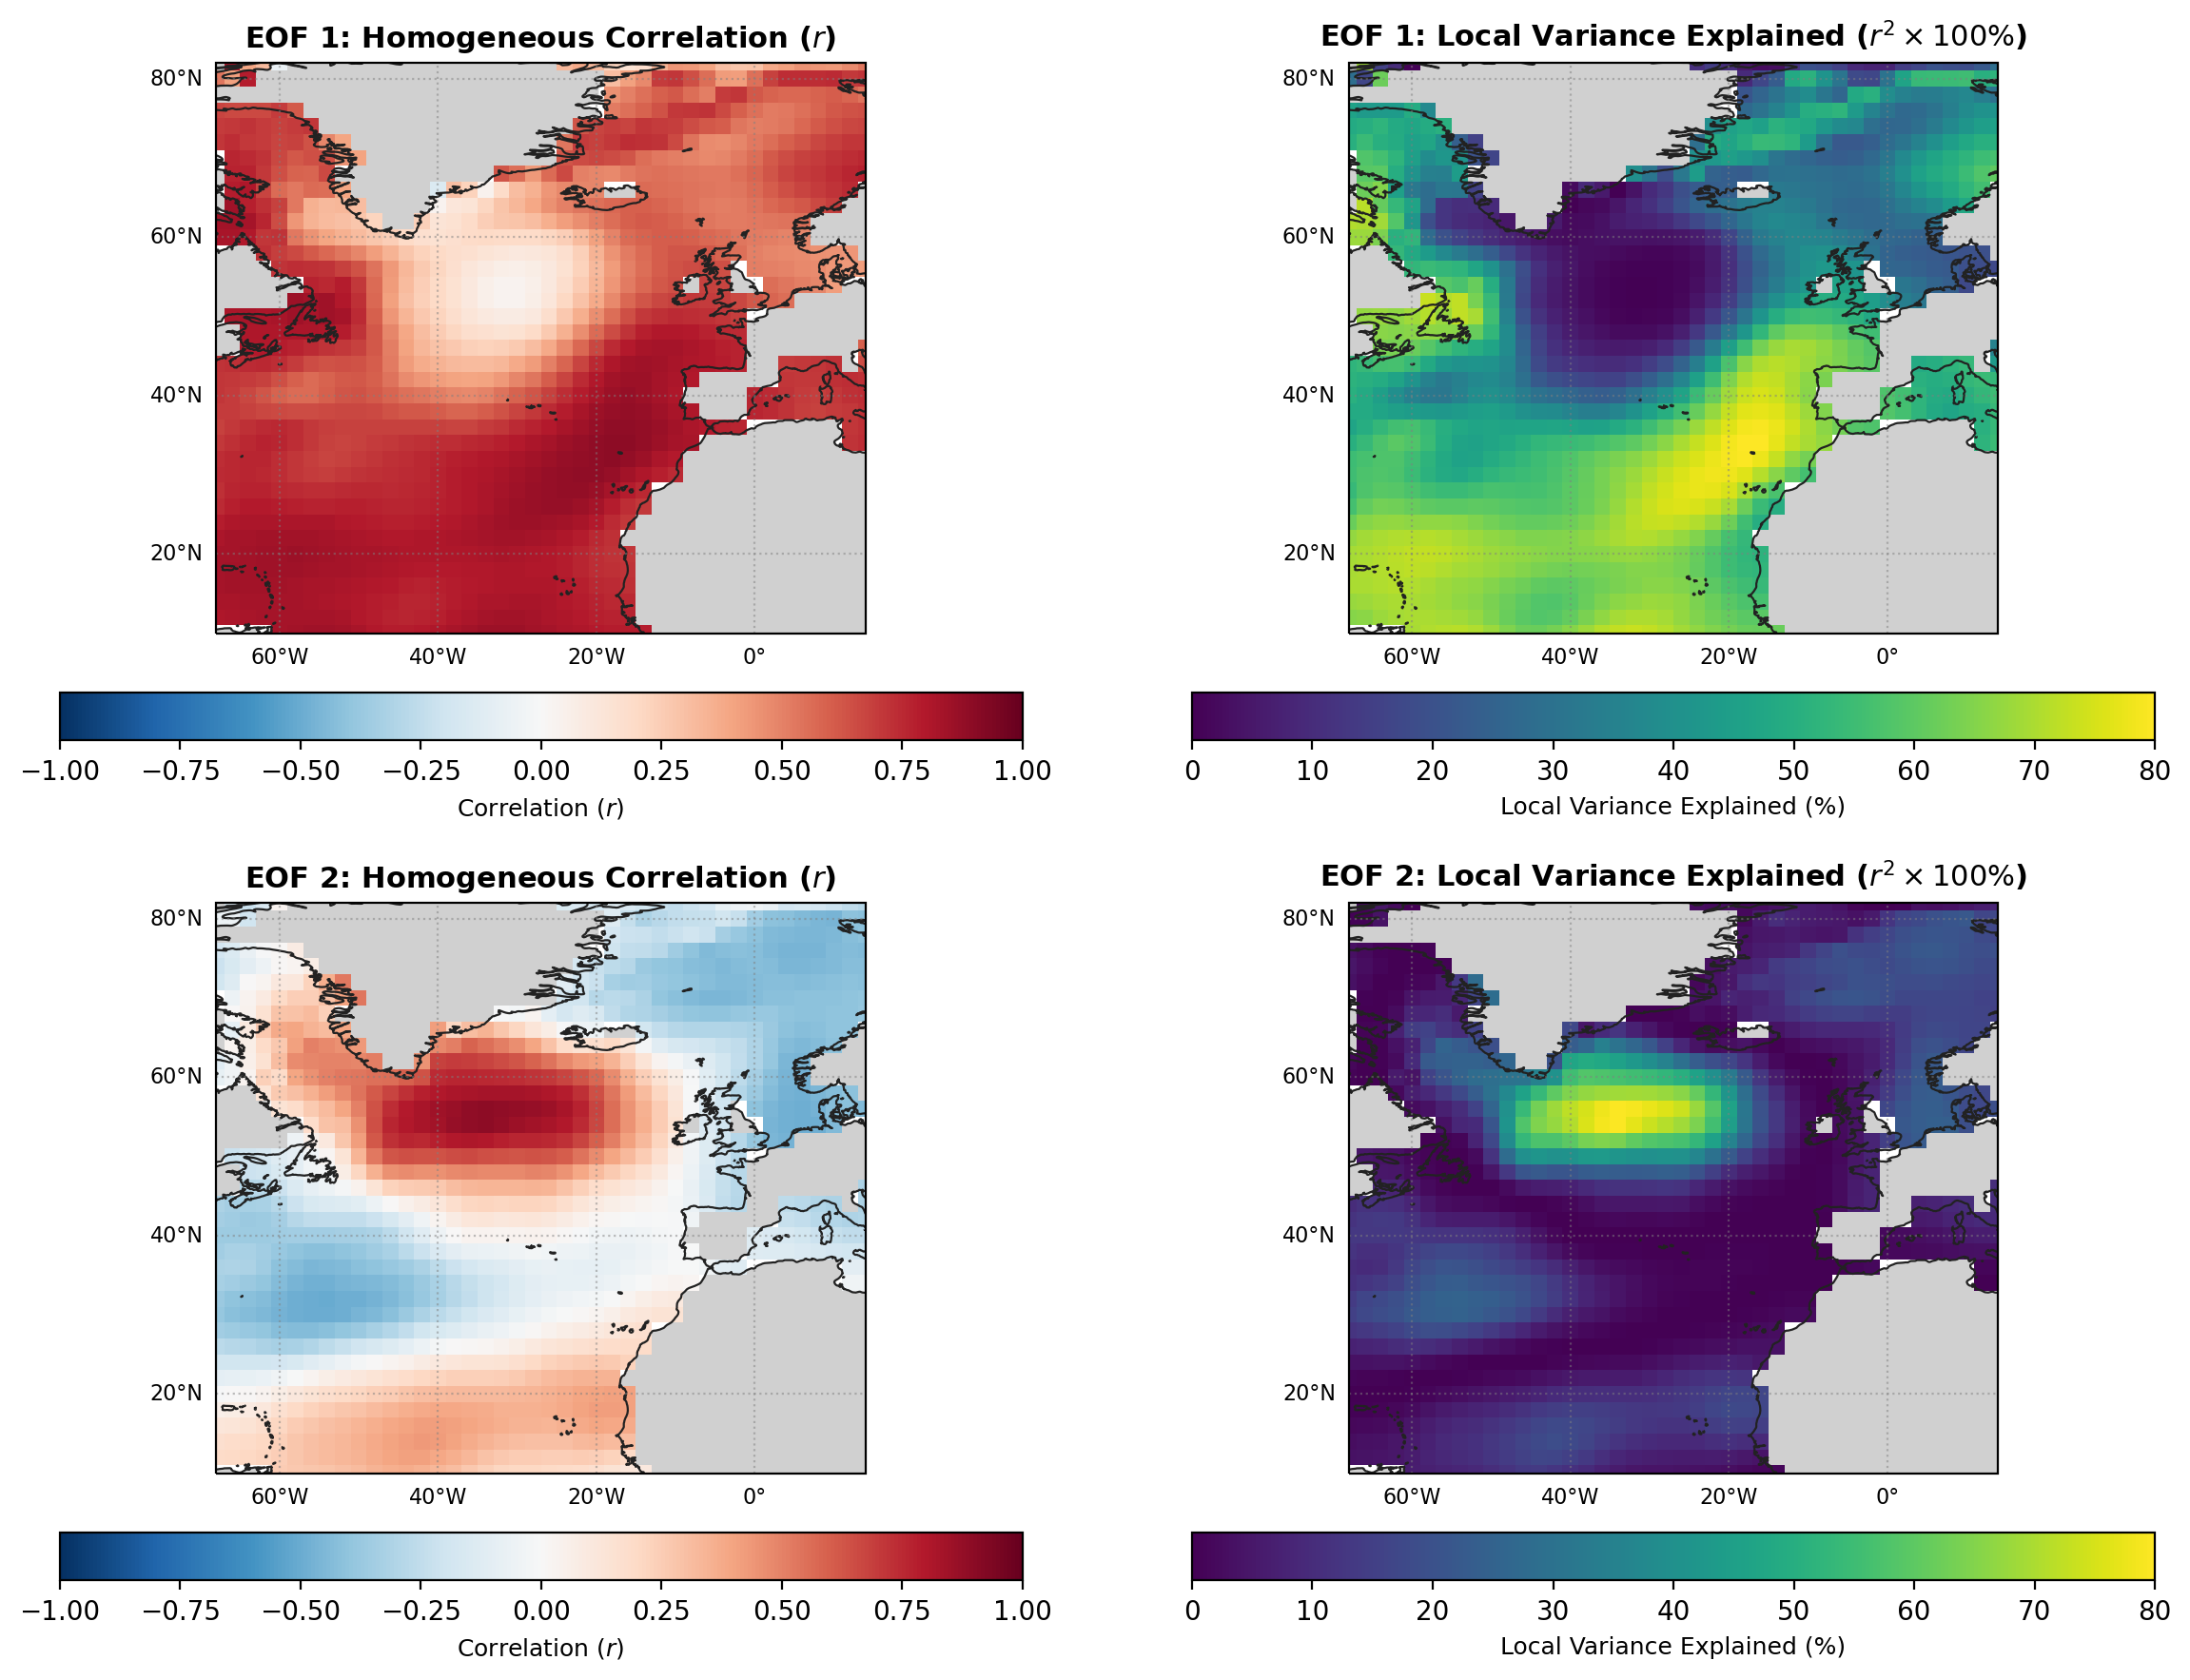 EOF 1: Homogeneous Correlation (r)
80°N
60°N
40°N
20°N
60°W 40°W 20°W 0°
−1.00 −0.75 −0.50 −0.25 0.00 0.25 0.50 0.75 1.00
Correlation (r)
EOF 1: Local Variance Explained (r² × 100%)
80°N
60°N
40°N
20°N
60°W 40°W 20°W 0°
0 10 20 30 40 50 60 70 80
Local Variance Explained (%)
EOF 2: Homogeneous Correlation (r)
80°N
60°N
40°N
20°N
60°W 40°W 20°W 0°
−1.00 −0.75 −0.50 −0.25 0.00 0.25 0.50 0.75 1.00
Correlation (r)
EOF 2: Local Variance Explained (r² × 100%)
80°N
60°N
40°N
20°N
60°W 40°W 20°W 0°
0 10 20 30 40 50 60 70 80
Local Variance Explained (%)